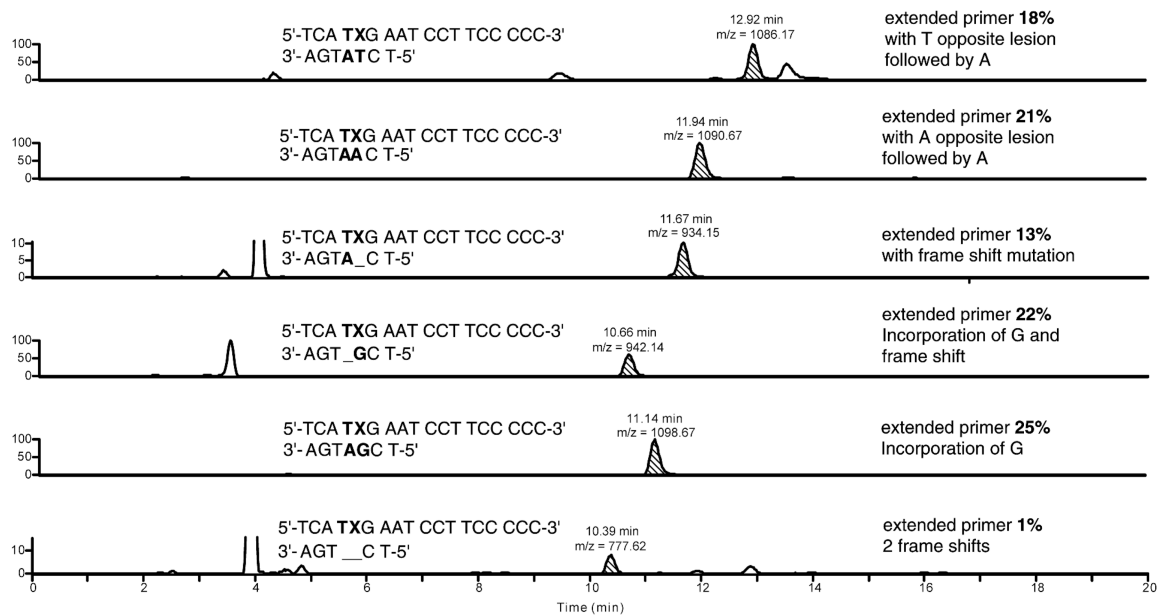 12.92 min
m/z = 1086.17
5'-TCA TXG AAT CCT TCC CCC-3'
3'- AGTATC T-5'
extended primer 18%
with T opposite lesion
followed by A
100
50
0
11.94 min
m/z = 1090.67
5'-TCA TXG AAT CCT TCC CCC-3'
3'- AGTAAC T-5'
extended primer 21%
with A opposite lesion
followed by A
100
50
0
11.67 min
m/z = 934.15
5'-TCA TXG AAT CCT TCC CCC-3'
3'- AGTA_C T-5'
extended primer 13%
with frame shift mutation
10
5
0
10.66 min
m/z = 942.14
5'-TCA TXG AAT CCT TCC CCC-3'
3'- AGT _GC T-5'
extended primer 22%
Incorporation of G and
frame shift
100
50
0
11.14 min
m/z = 1098.67
5'-TCA TXG AAT CCT TCC CCC-3'
3'- AGTAGC T-5'
extended primer 25%
Incorporation of G
100
50
0
10.39 min
m/z = 777.62
5'-TCA TXG AAT CCT TCC CCC-3'
3'- AGT __C T-5'
extended primer 1%
2 frame shifts
10
0
0 2 4 6 8 10 12 14 16 18 20
Time (min)